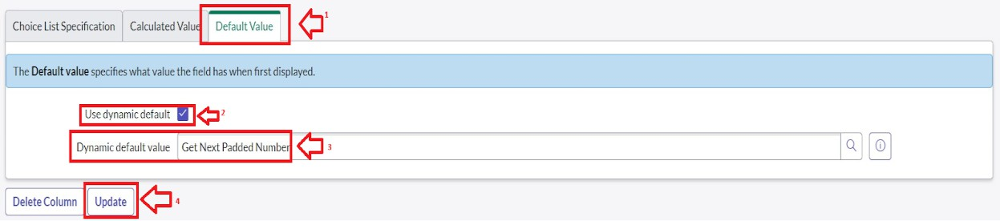 Choice List Specification Calculated Value Default Value 1
The Default value specifies what value the field has when first displayed.
Use dynamic default 2
Dynamic default value Get Next Padded Number 3
Delete Column Update 4